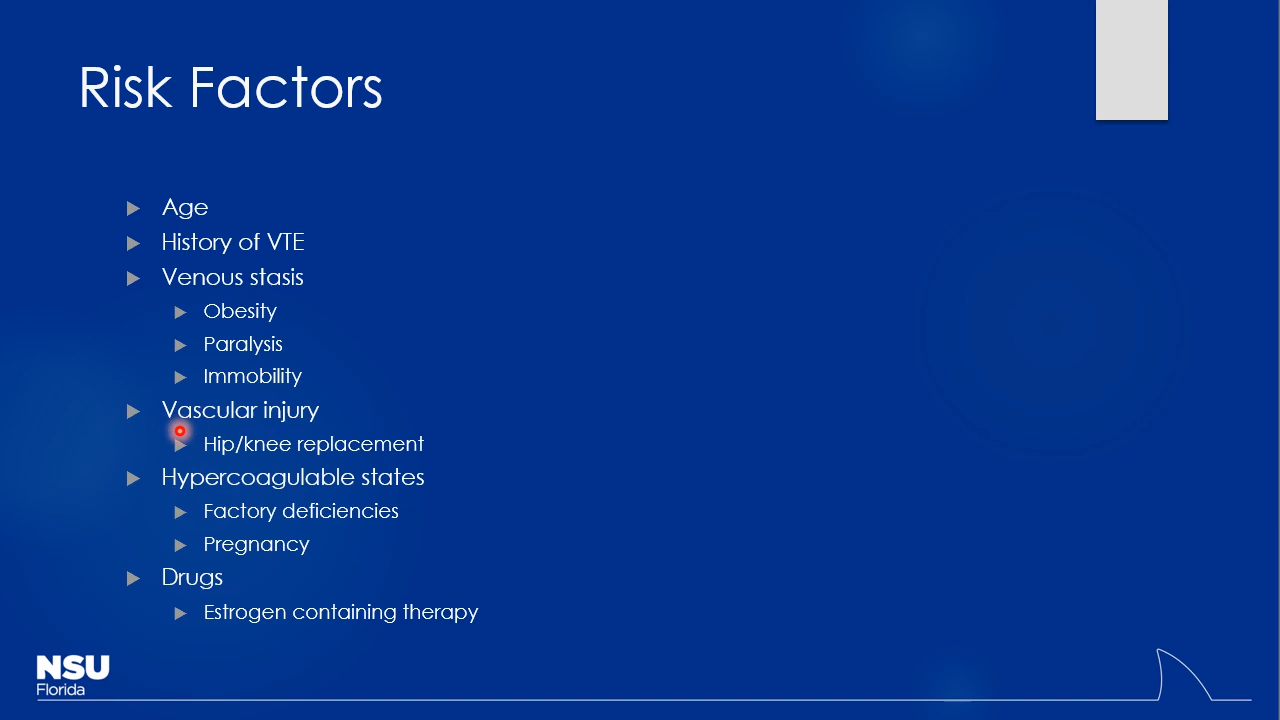 Risk Factors
Age
History of VTE
Venous stasis
Obesity
Paralysis
Immobility
Vascular injury
Hip/knee replacement
Hypercoagulable states
Factory deficiencies
Pregnancy
Drugs
Estrogen containing therapy
NSU
Florida